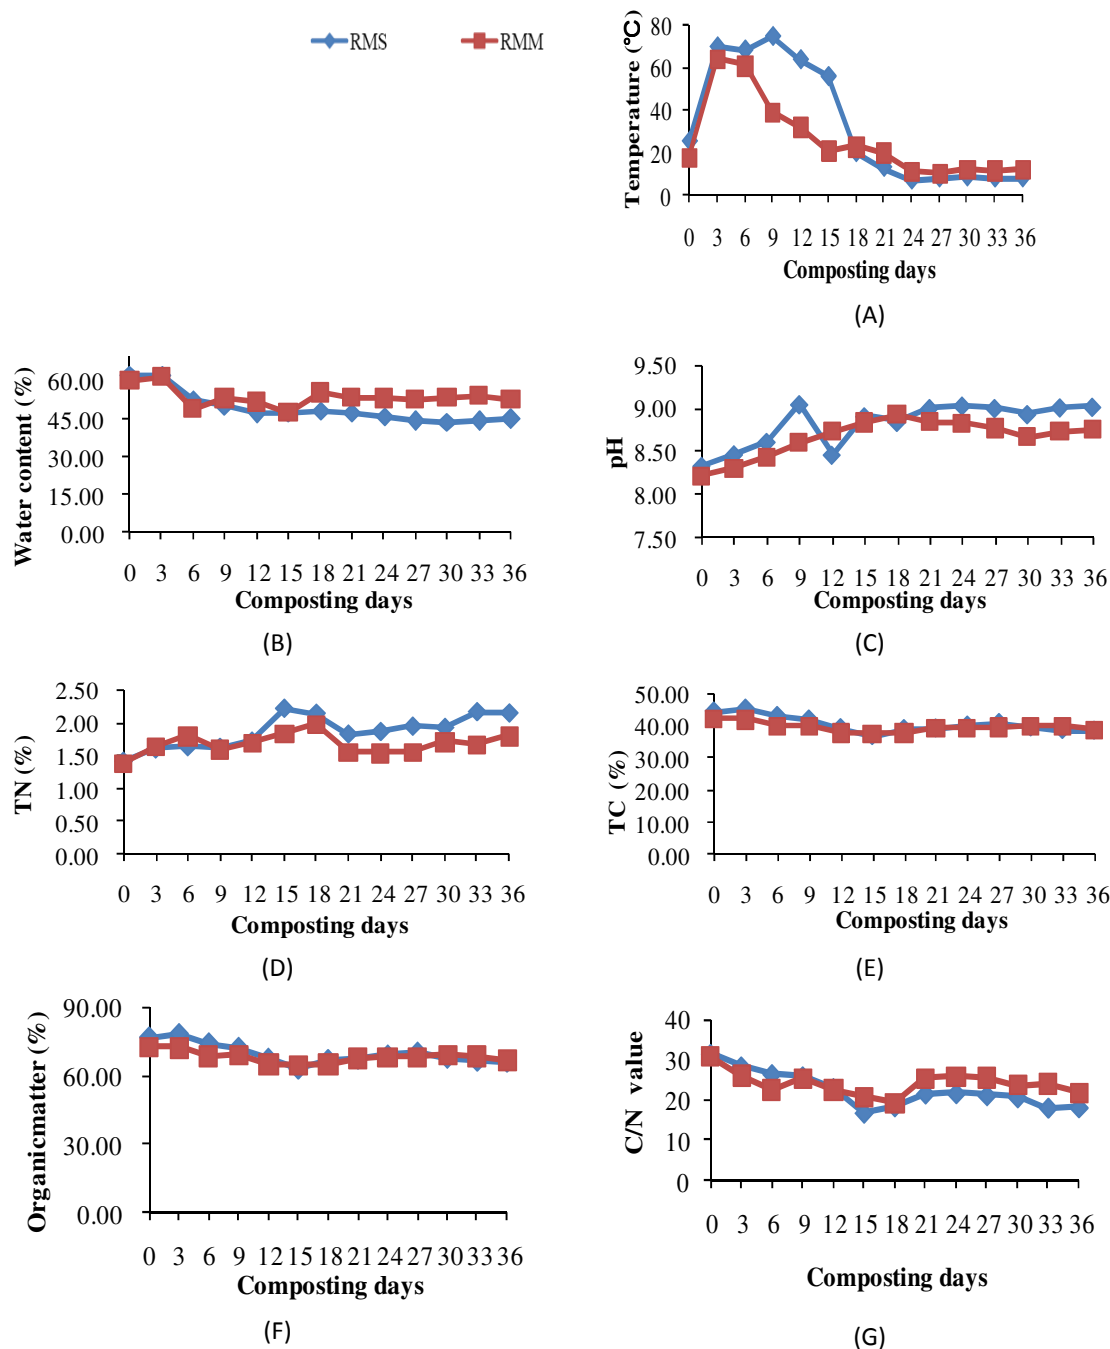 RMS RMM
Temperature (℃)
80
60
40
20
0
0 3 6 9 12 15 18 21 24 27 30 33 36
Composting days
(A)
Water content (%)
60.00
45.00
30.00
15.00
0.00
0 3 6 9 12 15 18 21 24 27 30 33 36
Composting days
(B)
pH
9.50
9.00
8.50
8.00
7.50
0 3 6 9 12 15 18 21 24 27 30 33 36
Composting days
(C)
TN (%)
2.50
2.00
1.50
1.00
0.50
0.00
0 3 6 9 12 15 18 21 24 27 30 33 36
Composting days
(D)
TC (%)
50.00
40.00
30.00
20.00
10.00
0.00
0 3 6 9 12 15 18 21 24 27 30 33 36
Composting days
(E)
Organicmatter (%)
90.00
60.00
30.00
0.00
0 3 6 9 12 15 18 21 24 27 30 33 36
Composting days
(F)
C/N value
40
30
20
10
0
0 3 6 9 12 15 18 21 24 27 30 33 36
Composting days
(G)